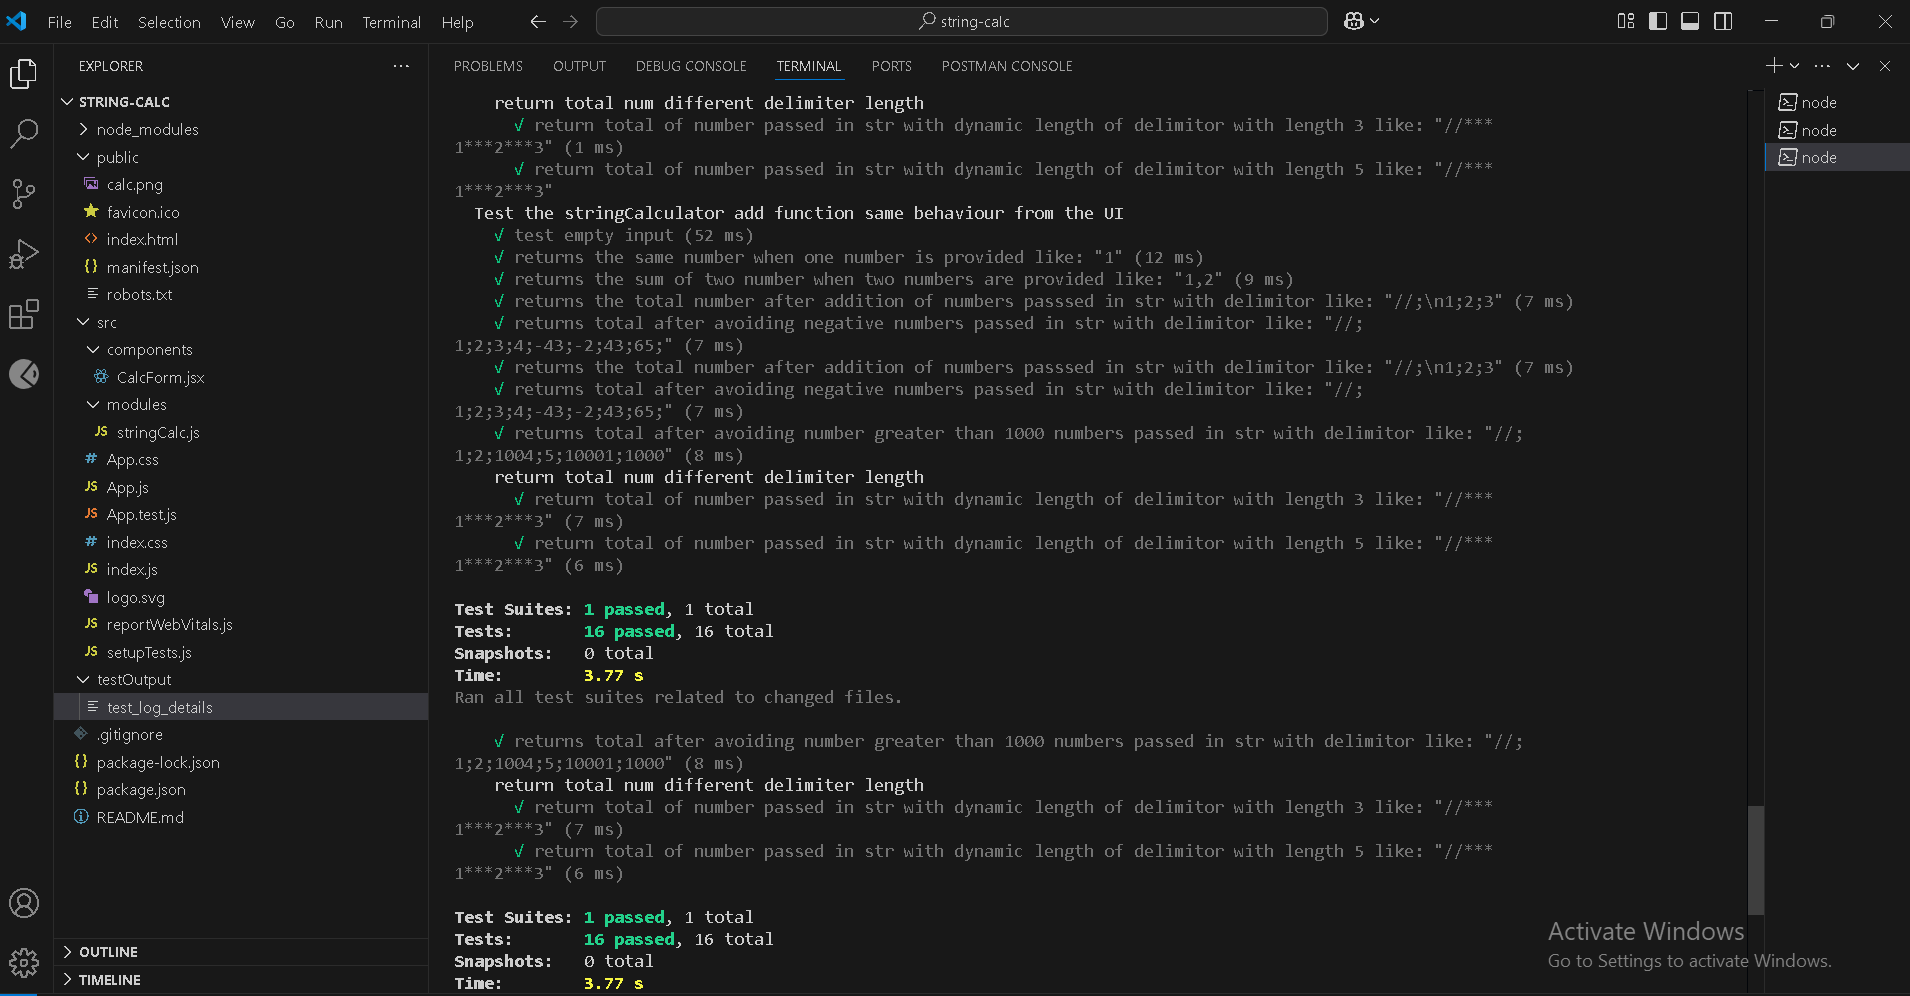 File Edit Selection View Go Run Terminal Help
string-calc
EXPLORER
STRING-CALC
node_modules
public
calc.png
favicon.ico
index.html
manifest.json
robots.txt
src
components
CalcForm.jsx
modules
stringCalc.js
App.css
App.js
App.test.js
index.css
index.js
logo.svg
reportWebVitals.js
setupTests.js
testOutput
test_log_details
.gitignore
package-lock.json
package.json
README.md
OUTLINE
TIMELINE
PROBLEMS OUTPUT DEBUG CONSOLE TERMINAL PORTS POSTMAN CONSOLE
return total num different delimiter length
√ return total of number passed in str with dynamic length of delimitor with length 3 like: "//***
1***2***3" (1 ms)
√ return total of number passed in str with dynamic length of delimitor with length 5 like: "//***
1***2***3"
Test the stringCalculator add function same behaviour from the UI
√ test empty input (52 ms)
√ returns the same number when one number is provided like: "1" (12 ms)
√ returns the sum of two number when two numbers are provided like: "1,2" (9 ms)
√ returns the total number after addition of numbers passsed in str with delimitor like: "//;\n1;2;3" (7 ms)
√ returns total after avoiding negative numbers passed in str with delimitor like: "//;
1;2;3;4;-43;-2;43;65;" (7 ms)
√ returns the total number after addition of numbers passsed in str with delimitor like: "//;\n1;2;3" (7 ms)
√ returns total after avoiding negative numbers passed in str with delimitor like: "//;
1;2;3;4;-43;-2;43;65;" (7 ms)
√ returns total after avoiding number greater than 1000 numbers passed in str with delimitor like: "//;
1;2;1004;5;10001;1000" (8 ms)
return total num different delimiter length
√ return total of number passed in str with dynamic length of delimitor with length 3 like: "//***
1***2***3" (7 ms)
√ return total of number passed in str with dynamic length of delimitor with length 5 like: "//***
1***2***3" (6 ms)
Test Suites: 1 passed, 1 total
Tests: 16 passed, 16 total
Snapshots: 0 total
Time: 3.77 s
Ran all test suites related to changed files.
√ returns total after avoiding number greater than 1000 numbers passed in str with delimitor like: "//;
1;2;1004;5;10001;1000" (8 ms)
return total num different delimiter length
√ return total of number passed in str with dynamic length of delimitor with length 3 like: "//***
1***2***3" (7 ms)
√ return total of number passed in str with dynamic length of delimitor with length 5 like: "//***
1***2***3" (6 ms)
Test Suites: 1 passed, 1 total
Tests: 16 passed, 16 total
Snapshots: 0 total
Time: 3.77 s
node
node
node
Activate Windows
Go to Settings to activate Windows.